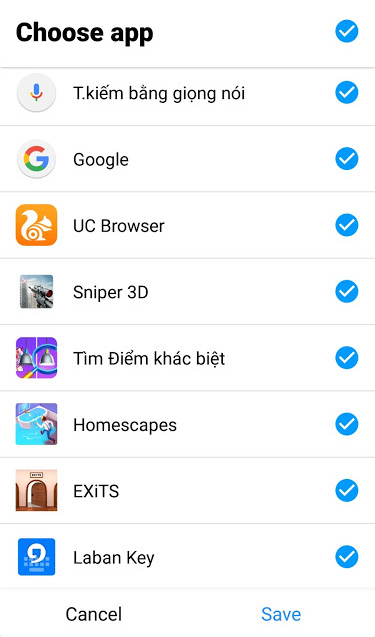 Choose app
T.kiếm bằng giọng nói
Google
UC Browser
Sniper 3D
Tìm Điểm khác biệt
Homescapes
EXiTS
Laban Key
Cancel
Save